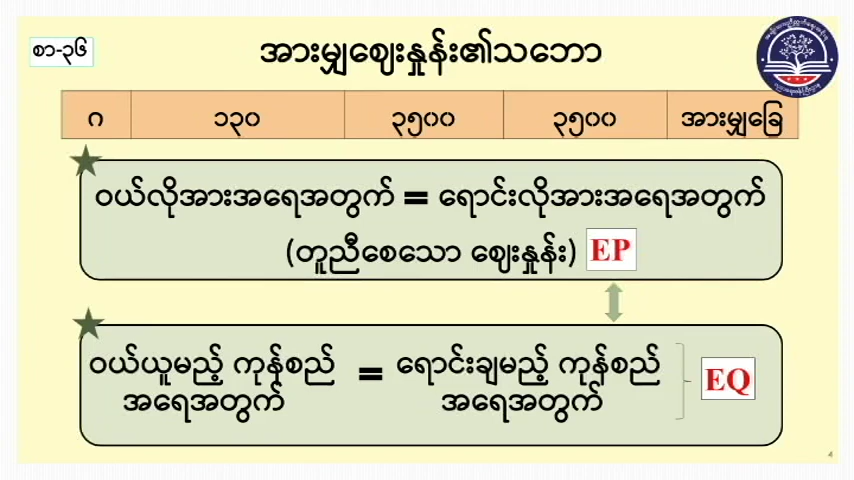 စာ-၃၆
အားမျှဈေးနှုန်း၏သဘော
ဂ ၁၃၀ ၃၅၀၀ ၃၅၀၀ အားမျှခြေ
ဝယ်လိုအားအရေအတွက် = ရောင်းလိုအားအရေအတွက်
(တူညီစေသော ဈေးနှုန်း) EP
ဝယ်ယူမည့် ကုန်စည် = ရောင်းချမည့် ကုန်စည်
အရေအတွက် အရေအတွက်
EQ
4